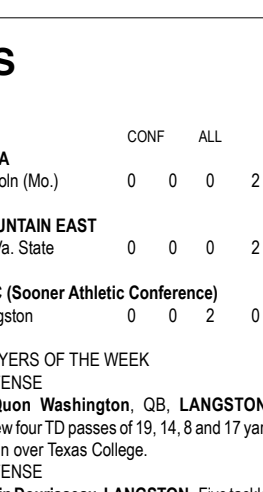 S
CONF ALL
A
oln (Mo.) 0 0 0 2
UNTAIN EAST
Va. State 0 0 0 2
C (Sooner Athletic Conference)
gston 0 0 2 0
YERS OF THE WEEK
ENSE
Quon Washington, QB, LANGSTON
ew four TD passes of 19, 14, 8 and 17 yar
n over Texas College.
ENSE
LANGSTON